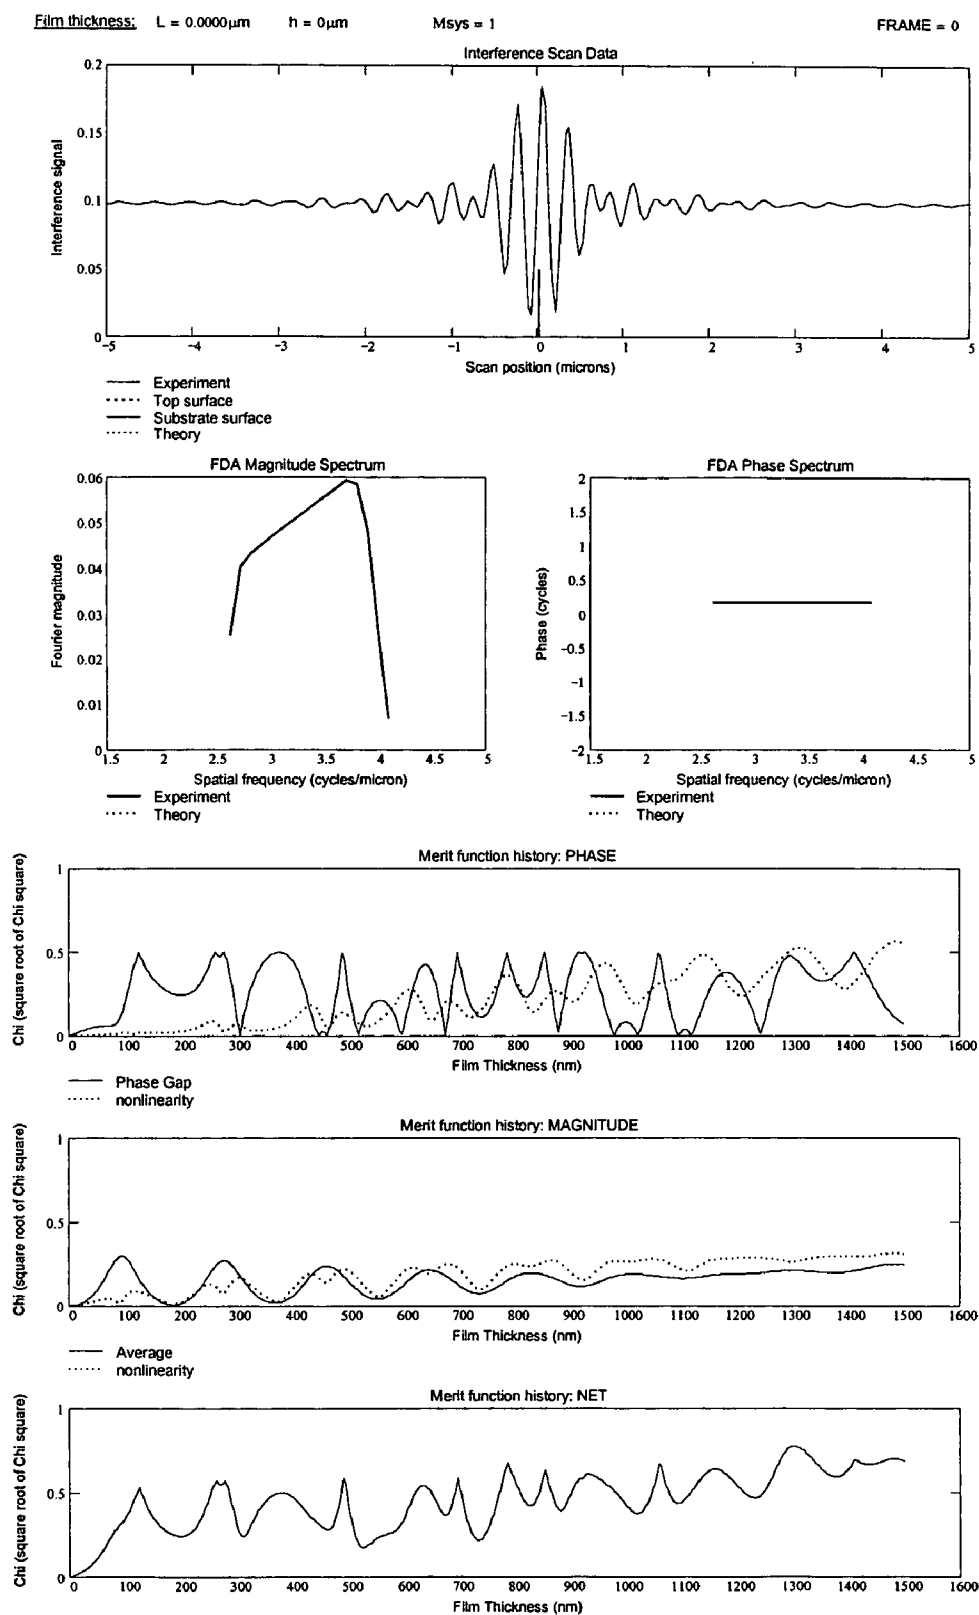 Film thickness: L = 0.0000µm h = 0µm Msys = 1 FRAME = 0
Interference Scan Data
Interference signal
0.2
0.15
0.1
0.05
0
−5 −4 −3 −2 −1 0 1 2 3 4 5
Scan position (microns)
Experiment
Top surface
Substrate surface
Theory
FDA Magnitude Spectrum
Fourier magnitude
0.06
0.05
0.04
0.03
0.02
0.01
0
1.5 2 2.5 3 3.5 4 4.5 5
Spatial frequency (cycles/micron)
Experiment
Theory
FDA Phase Spectrum
Phase (cycles)
2
1.5
1
0.5
0
−0.5
−1
−1.5
−2
1.5 2 2.5 3 3.5 4 4.5 5
Spatial frequency (cycles/micron)
Experiment
Theory
Merit function history: PHASE
Chi (square root of Chi square)
1
0.5
0
0 100 200 300 400 500 600 700 800 900 1000 1100 1200 1300 1400 1500 1600
Film Thickness (nm)
Phase Gap
nonlinearity
Merit function history: MAGNITUDE
Chi (square root of Chi square)
1
0.5
0
0 100 200 300 400 500 600 700 800 900 1000 1100 1200 1300 1400 1500 1600
Film Thickness (nm)
Average
nonlinearity
Merit function history: NET
Chi (square root of Chi square)
1
0.5
0
0 100 200 300 400 500 600 700 800 900 1000 1100 1200 1300 1400 1500 1600
Film Thickness (nm)